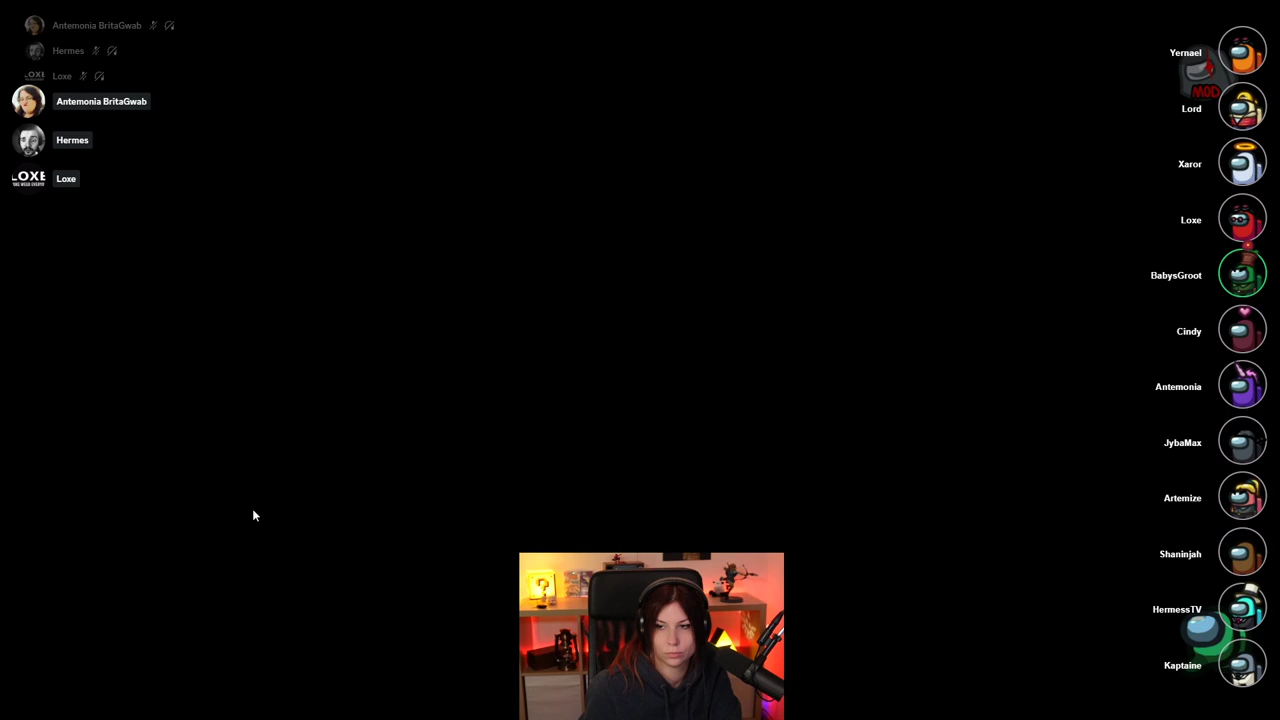 Antemonia BritaGwab
Hermes
Loxe
Antemonia BritaGwab
Hermes
LOXE
Loxe
Yernael
MOD
Lord
Xaror
Loxe
BabysGroot
Cindy
Antemonia
JybaMax
Artemize
Shaninjah
HermessTV
Kaptaine